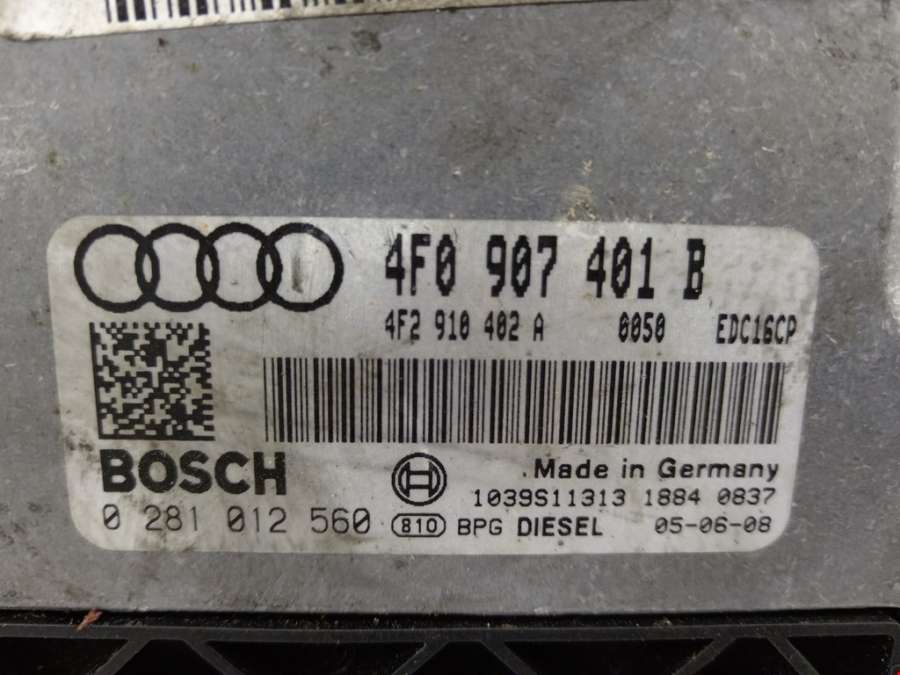 4F0 907 401 B
4F2 910 402 A 0050 EDC16CP
BOSCH
Made in Germany
1039S11313 1884 0837
0 281 012 560 810 BPG DIESEL 05-06-08